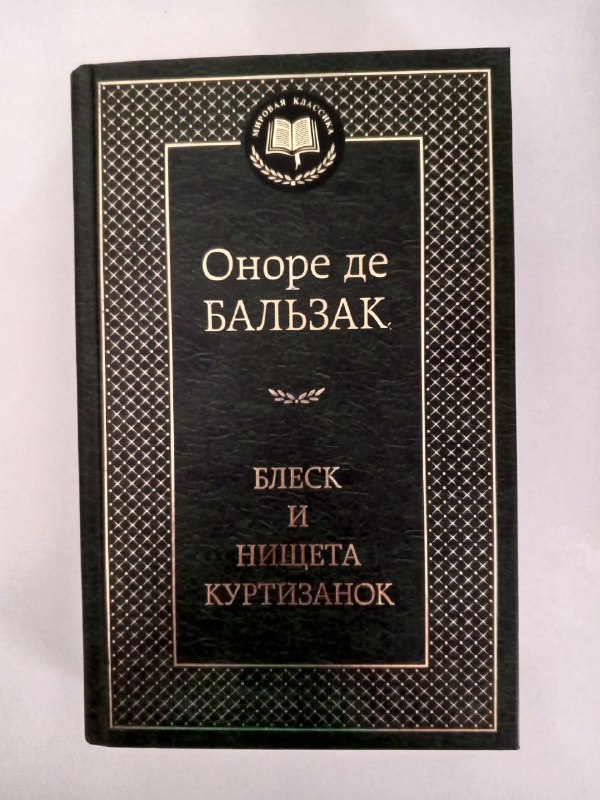 МИРОВАЯ КЛАССИКА
Оноре де
БАЛЬЗАК
БЛЕСК
И
НИЩЕТА
КУРТИЗАНОК